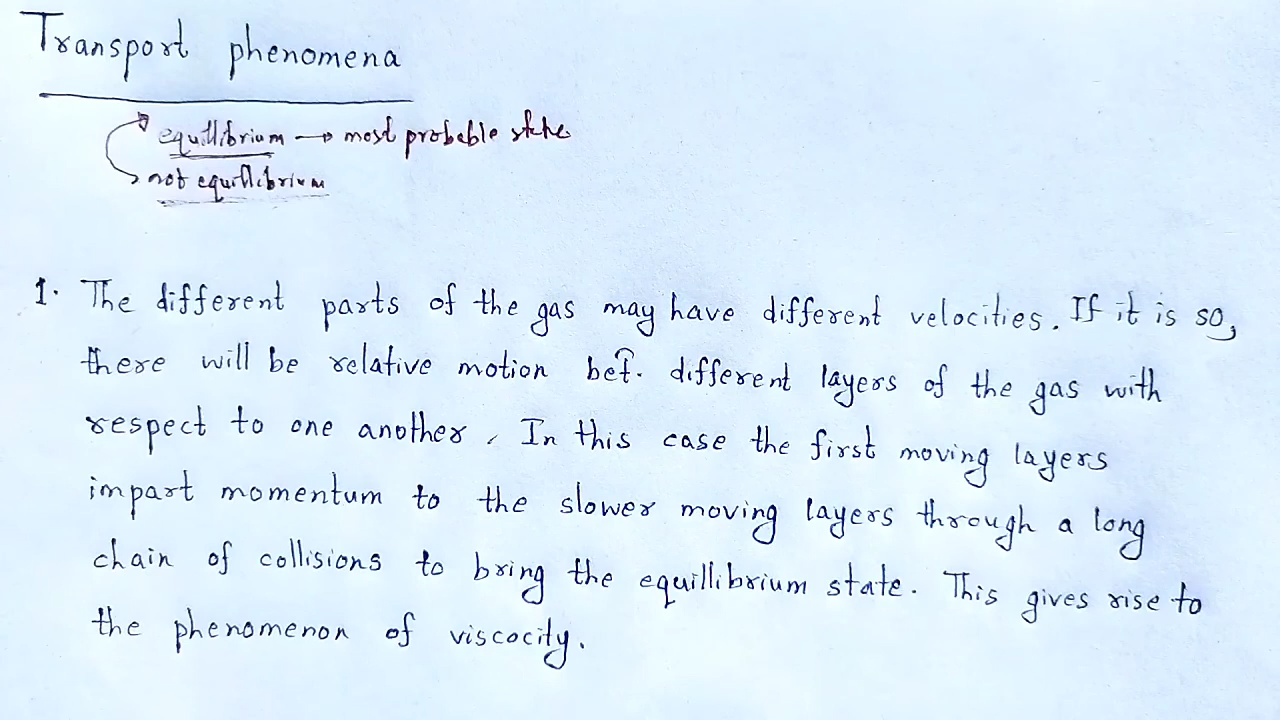 Transport phenomena
equillibrium → most probable state
not equillibrium
1. The different parts of the gas may have different velocities. If it is so,
there will be relative motion bet. different layers of the gas with
respect to one another. In this case the first moving layers
impart momentum to the slower moving layers through a long
chain of collisions to bring the equillibrium state. This gives rise to
the phenomenon of viscocity.